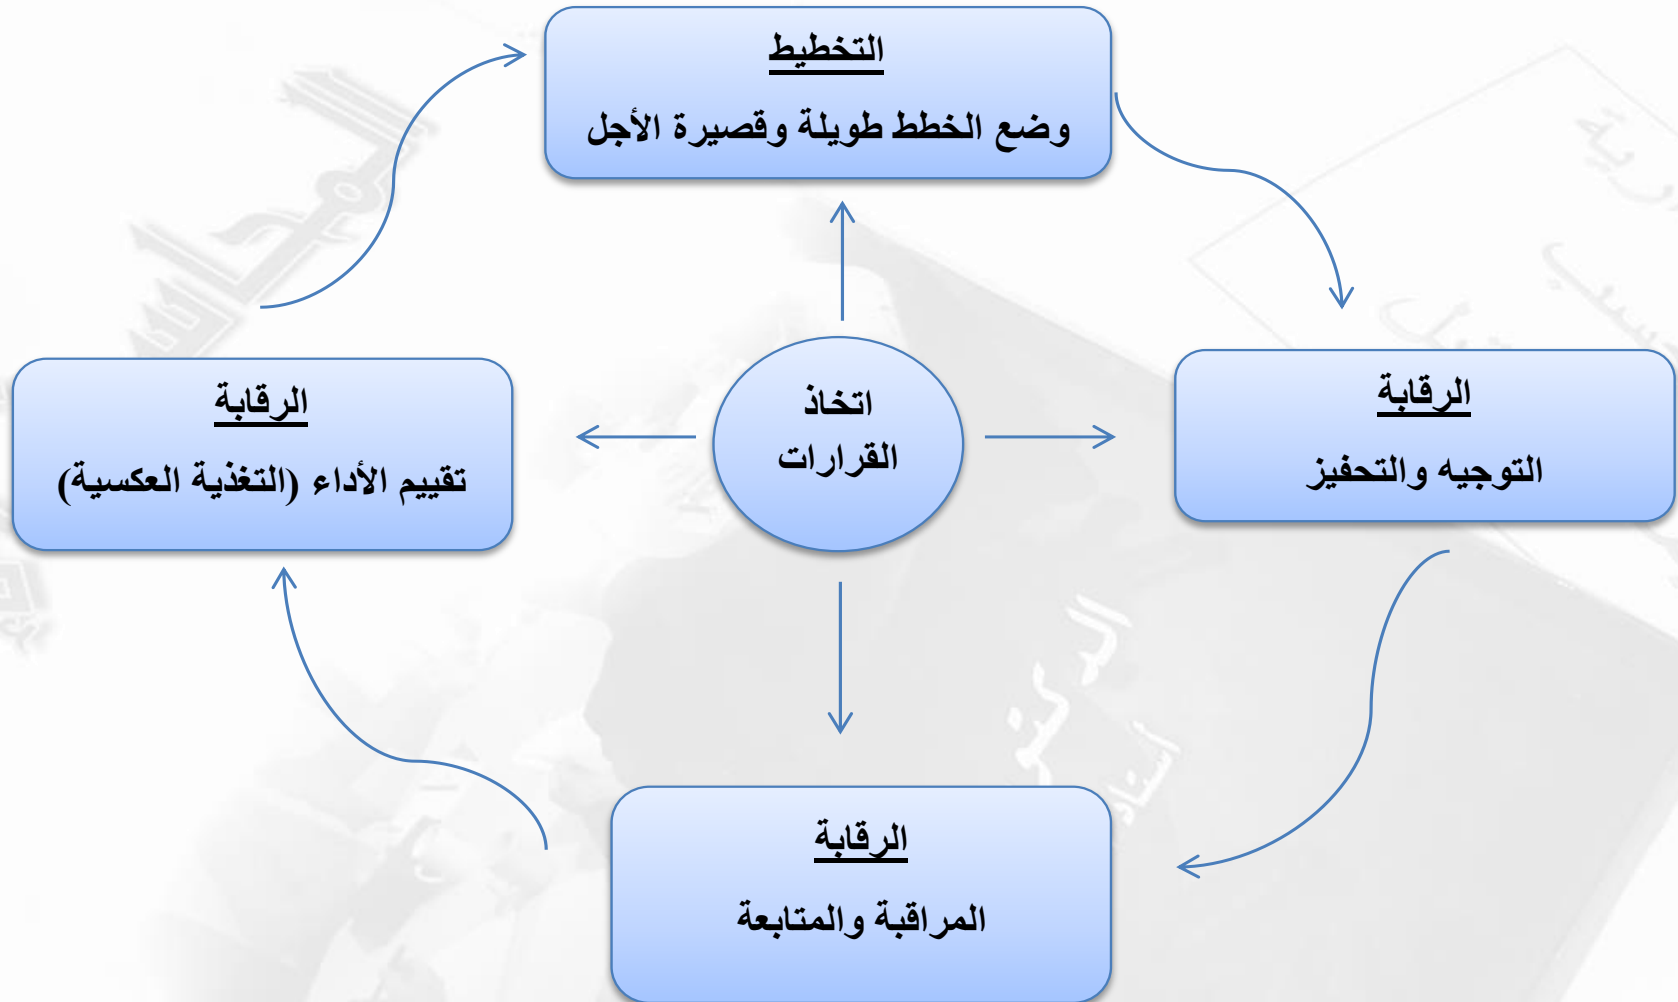 التخطيط
وضع الخطط طويلة وقصيرة الأجل
الرقابة
التوجيه والتحفيز
اتخاذ
القرارات
الرقابة
تقييم الأداء (التغذية العكسية)
الرقابة
المراقبة والمتابعة